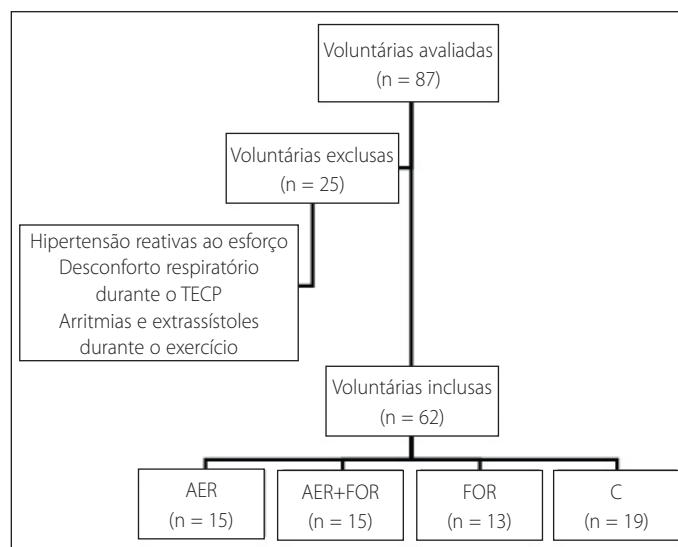 Voluntárias avaliadas
(n = 87)
Voluntárias exclusas
(n = 25)
Hipertensão reativas ao esforço
Desconforto respiratório
durante o TECP
Arritmias e extrassístoles
durante o exercício
Voluntárias inclusas
(n = 62)
AER
(n = 15)
AER+FOR
(n = 15)
FOR
(n = 13)
C
(n = 19)